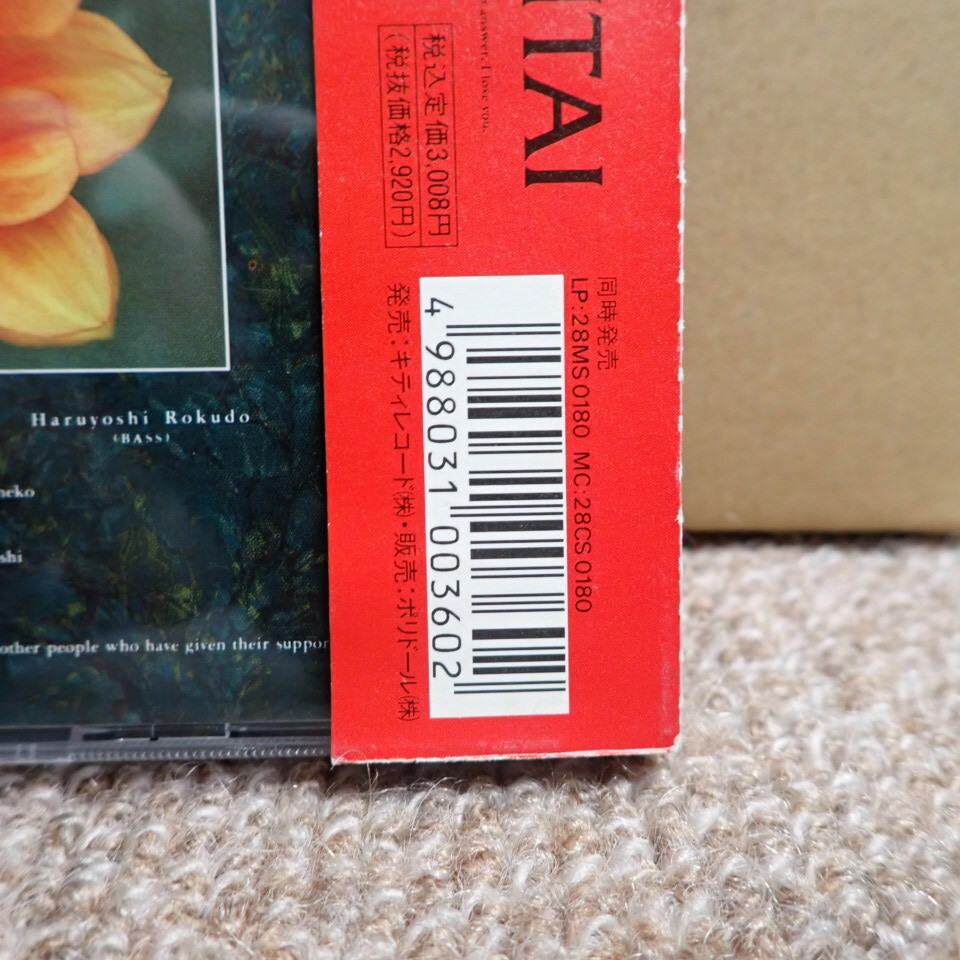 ITAI
answer. I love you.
税込定価3,008円
(税抜価格2,920円)
同時発売
LP:28MS0180 MC:28CS0180
4988031003602
発売:キティレコード㈱・販売:ポリドール㈱
Haruyoshi Rokudo
(BASS)
neko
shi
other people who have given their suppor